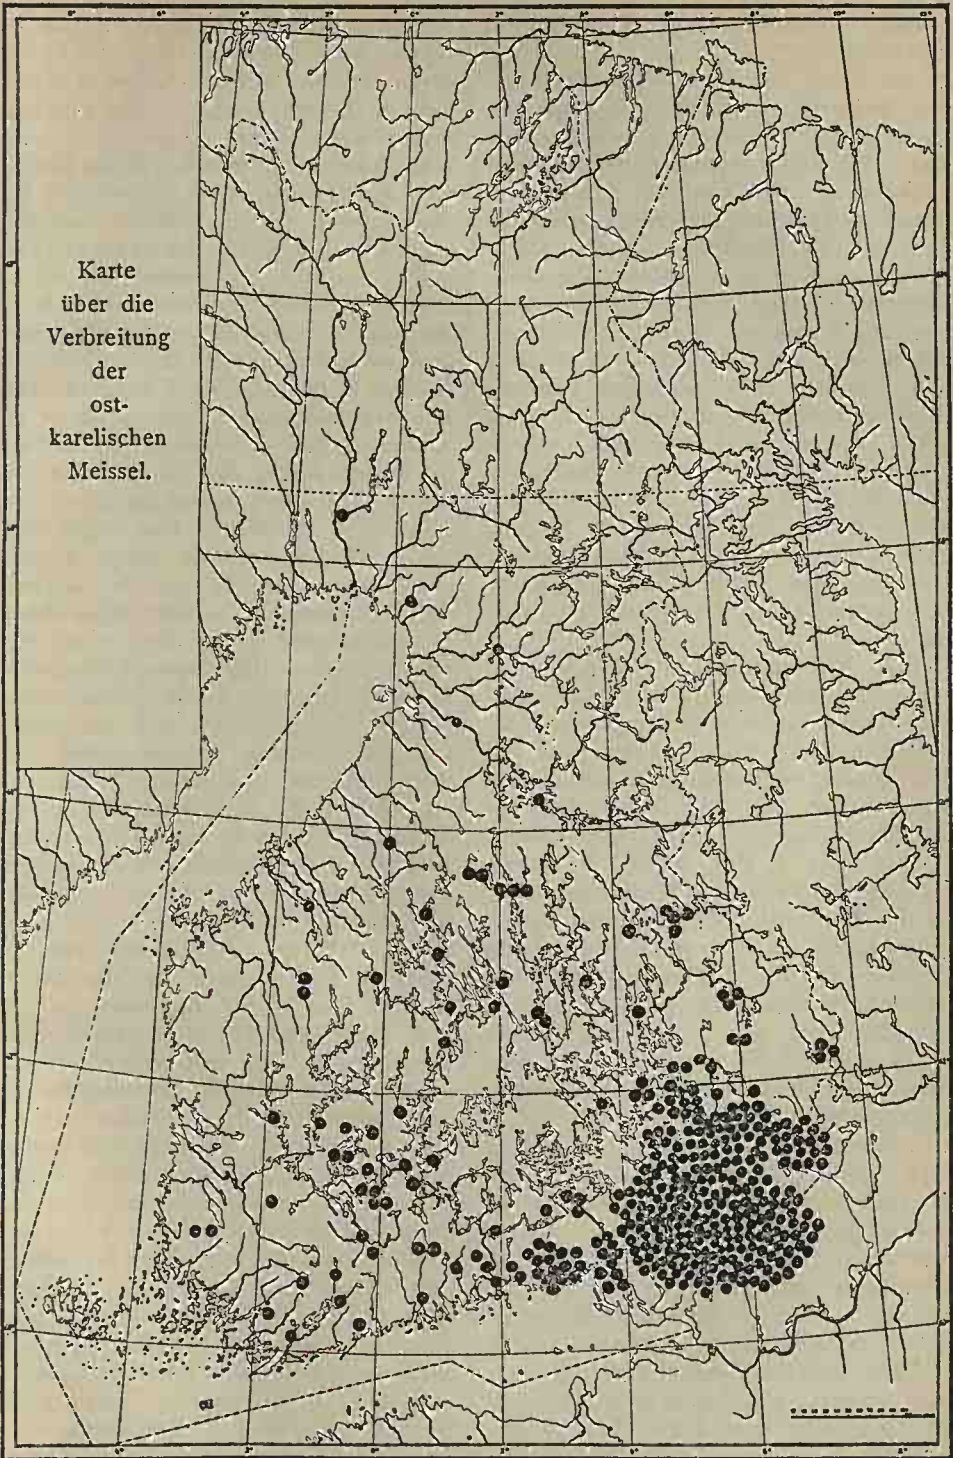 Karte
über die
Verbreitung
der
ost-
karelischen
Meissel.